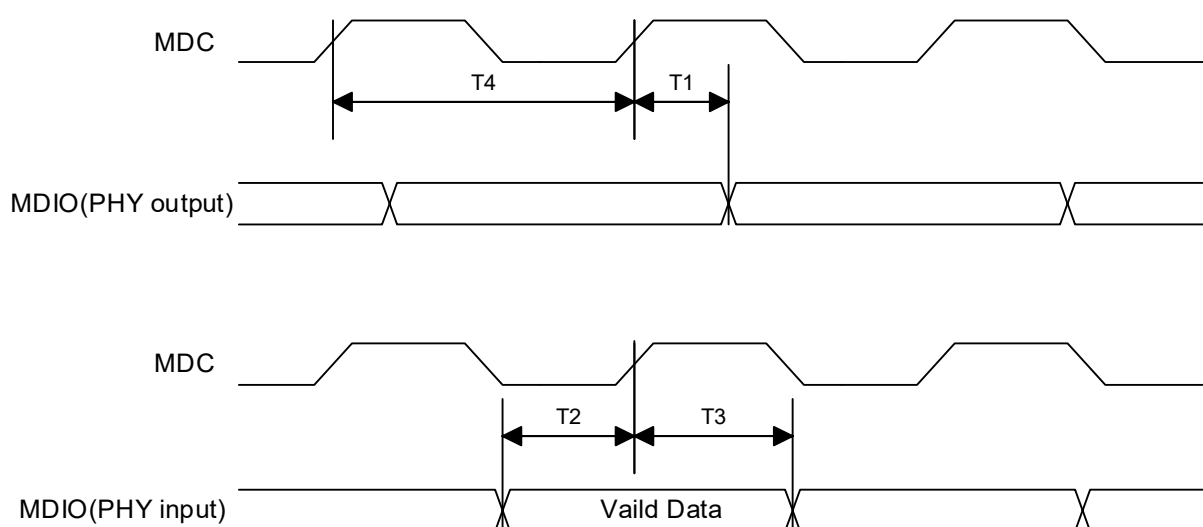 MDC
T4
T1
MDIO(PHY output)
MDC
T2
T3
MDIO(PHY input)
Vaild Data